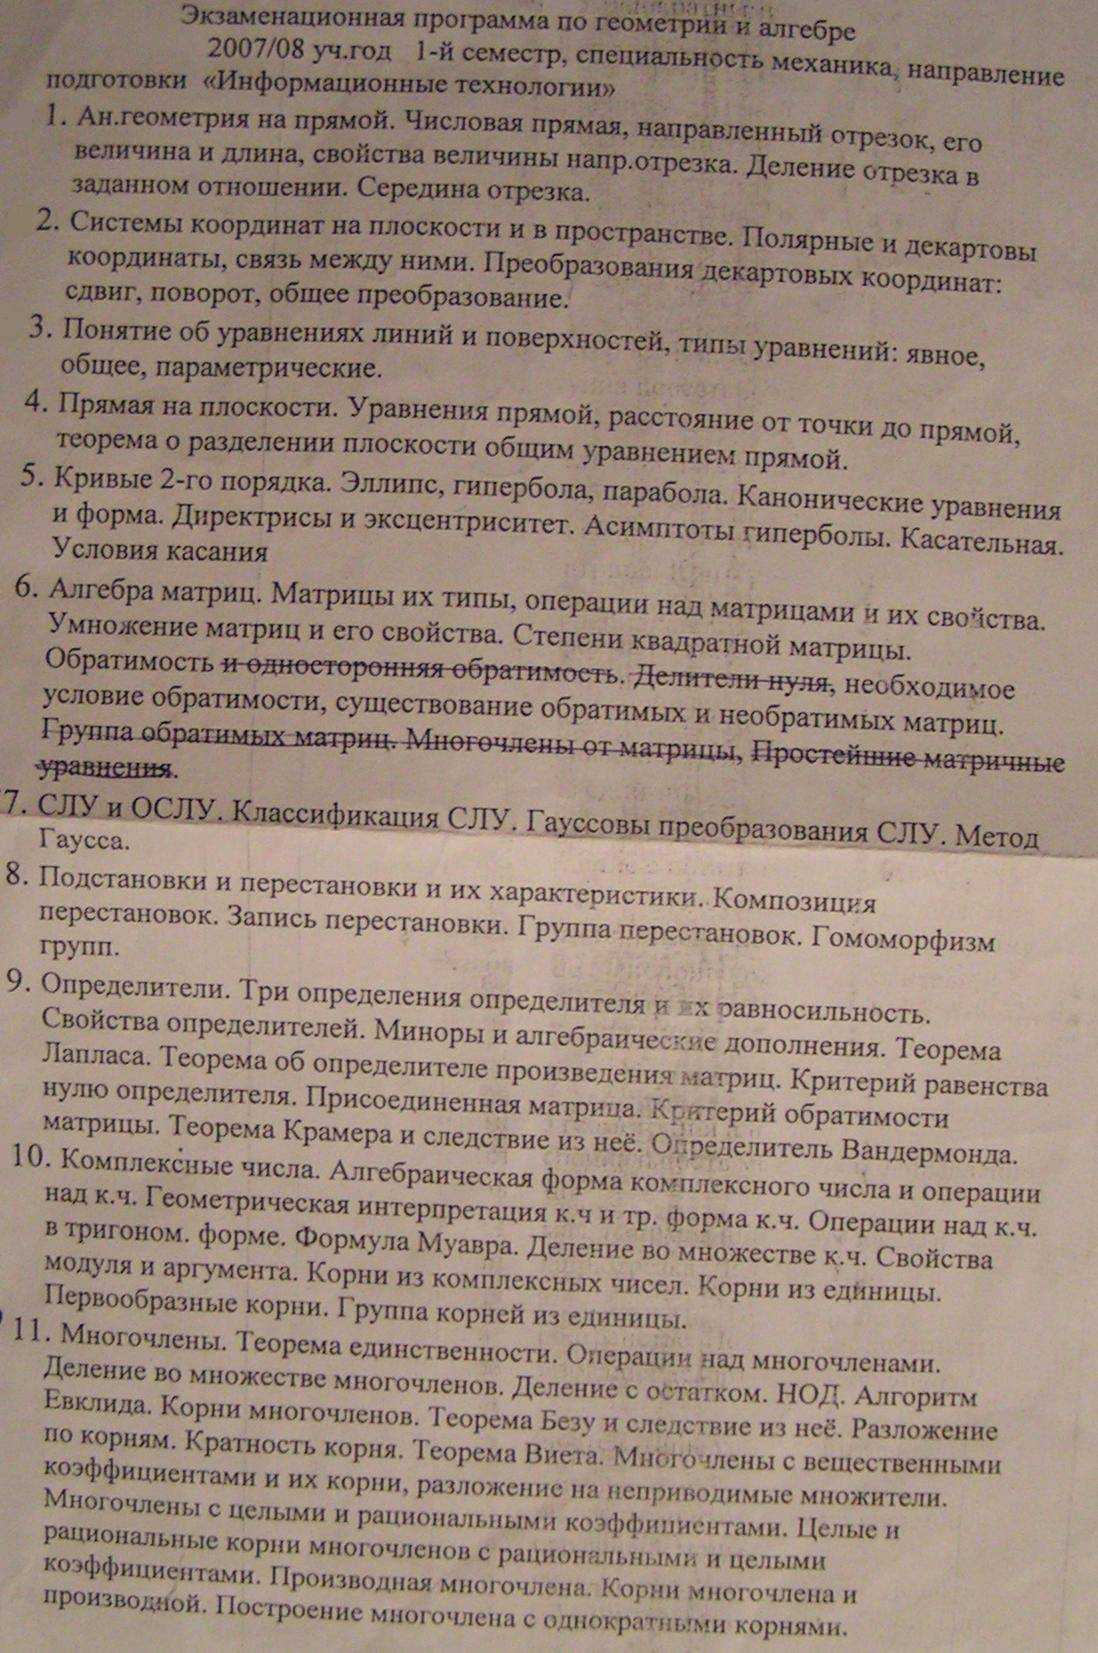 Экзаменационная программа по геометрии и алгебре
2007/08 уч.год 1-й семестр, специальность механика, направление
подготовки «Информационные технологии»
1. Ан.геометрия на прямой. Числовая прямая, направленный отрезок, его
величина и длина, свойства величины напр.отрезка. Деление отрезка в
заданном отношении. Середина отрезка.
2. Системы координат на плоскости и в пространстве. Полярные и декартовы
координаты, связь между ними. Преобразования декартовых координат:
сдвиг, поворот, общее преобразование.
3. Понятие об уравнениях линий и поверхностей, типы уравнений: явное,
общее, параметрические.
4. Прямая на плоскости. Уравнения прямой, расстояние от точки до прямой,
теорема о разделении плоскости общим уравнением прямой.
5. Кривые 2-го порядка. Эллипс, гипербола, парабола. Канонические уравнения
и форма. Директрисы и эксцентриситет. Асимптоты гиперболы. Касательная.
Условия касания
6. Алгебра матриц. Матрицы их типы, операции над матрицами и их свойства.
Умножение матриц и его свойства. Степени квадратной матрицы.
Обратимость и односторонняя обратимость. Делители нуля, необходимое
условие обратимости, существование обратимых и необратимых матриц.
Группа обратимых матриц. Многочлены от матрицы, Простейшие матричные
уравнения.
7. СЛУ и ОСЛУ. Классификация СЛУ. Гауссовы преобразования СЛУ. Метод
Гаусса.
8. Подстановки и перестановки и их характеристики. Композиция
перестановок. Запись перестановки. Группа перестановок. Гомоморфизм
групп.
9. Определители. Три определения определителя и их равносильность.
Свойства определителей. Миноры и алгебраические дополнения. Теорема
Лапласа. Теорема об определителе произведения матриц. Критерий равенства
нулю определителя. Присоединенная матрица. Критерий обратимости
матрицы. Теорема Крамера и следствие из неё. Определитель Вандермонда.
10. Комплексные числа. Алгебраическая форма комплексного числа и операции
над к.ч. Геометрическая интерпретация к.ч и тр. форма к.ч. Операции над к.ч.
в тригоном. форме. Формула Муавра. Деление во множестве к.ч. Свойства
модуля и аргумента. Корни из комплексных чисел. Корни из единицы.
Первообразные корни. Группа корней из единицы.
11. Многочлены. Теорема единственности. Операции над многочленами.
Деление во множестве многочленов. Деление с остатком. НОД. Алгоритм
Евклида. Корни многочленов. Теорема Безу и следствие из неё. Разложение
по корням. Кратность корня. Теорема Виета. Многочлены с вещественными
коэффициентами и их корни, разложение на неприводимые множители.
Многочлены с целыми и рациональными коэффициентами. Целые и
рациональные корни многочленов с рациональными и целыми
коэффициентами. Производная многочлена. Корни многочлена и
производной. Построение многочлена с однократными корнями.